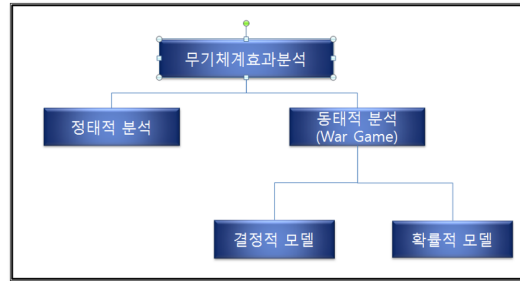 무기체계효과분석
정태적 분석
동태적 분석
(War Game)
결정적 모델
확률적 모델